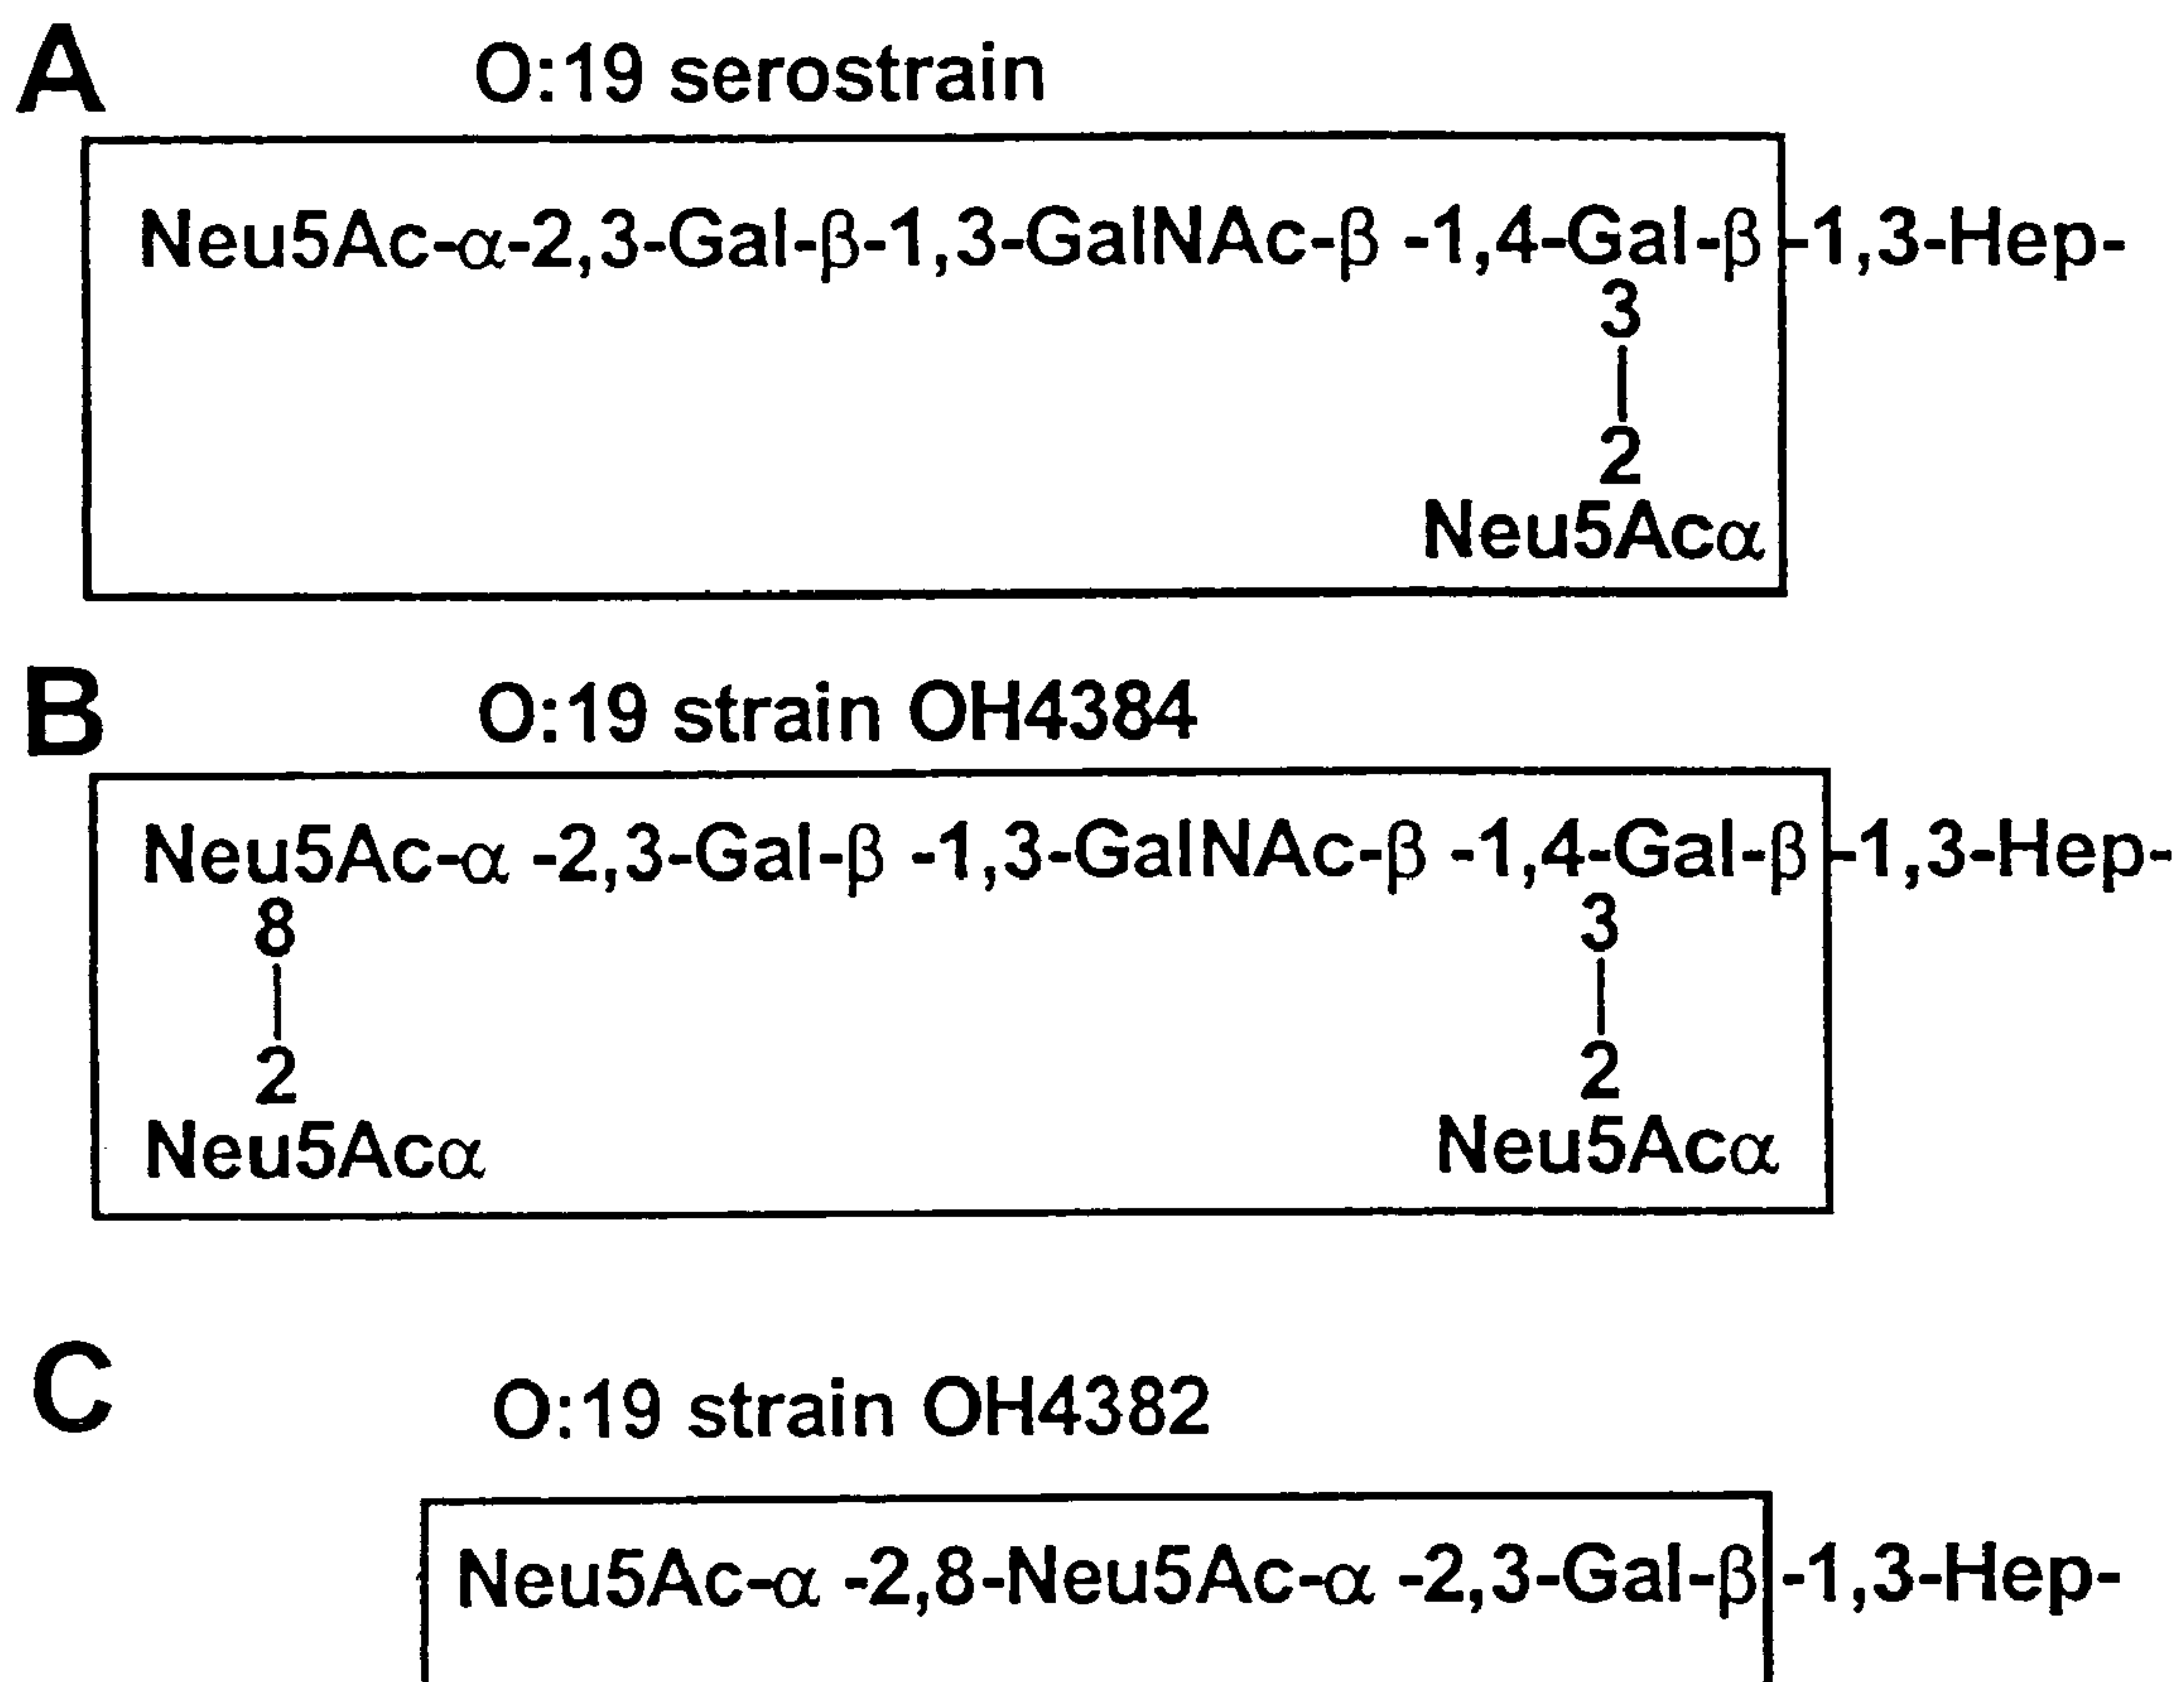 A
O:19 serostrain
Neu5Ac-α-2,3-Gal-β-1,3-GalNAc-β -1,4-Gal-β-1,3-Hep-
3
2
Neu5Acα
B
O:19 strain OH4384
Neu5Ac-α -2,3-Gal-β -1,3-GalNAc-β -1,4-Gal-β-1,3-Hep-
8 3
2 2
Neu5Acα Neu5Acα
C
O:19 strain OH4382
Neu5Ac-α -2,8-Neu5Ac-α -2,3-Gal-β -1,3-Hep-